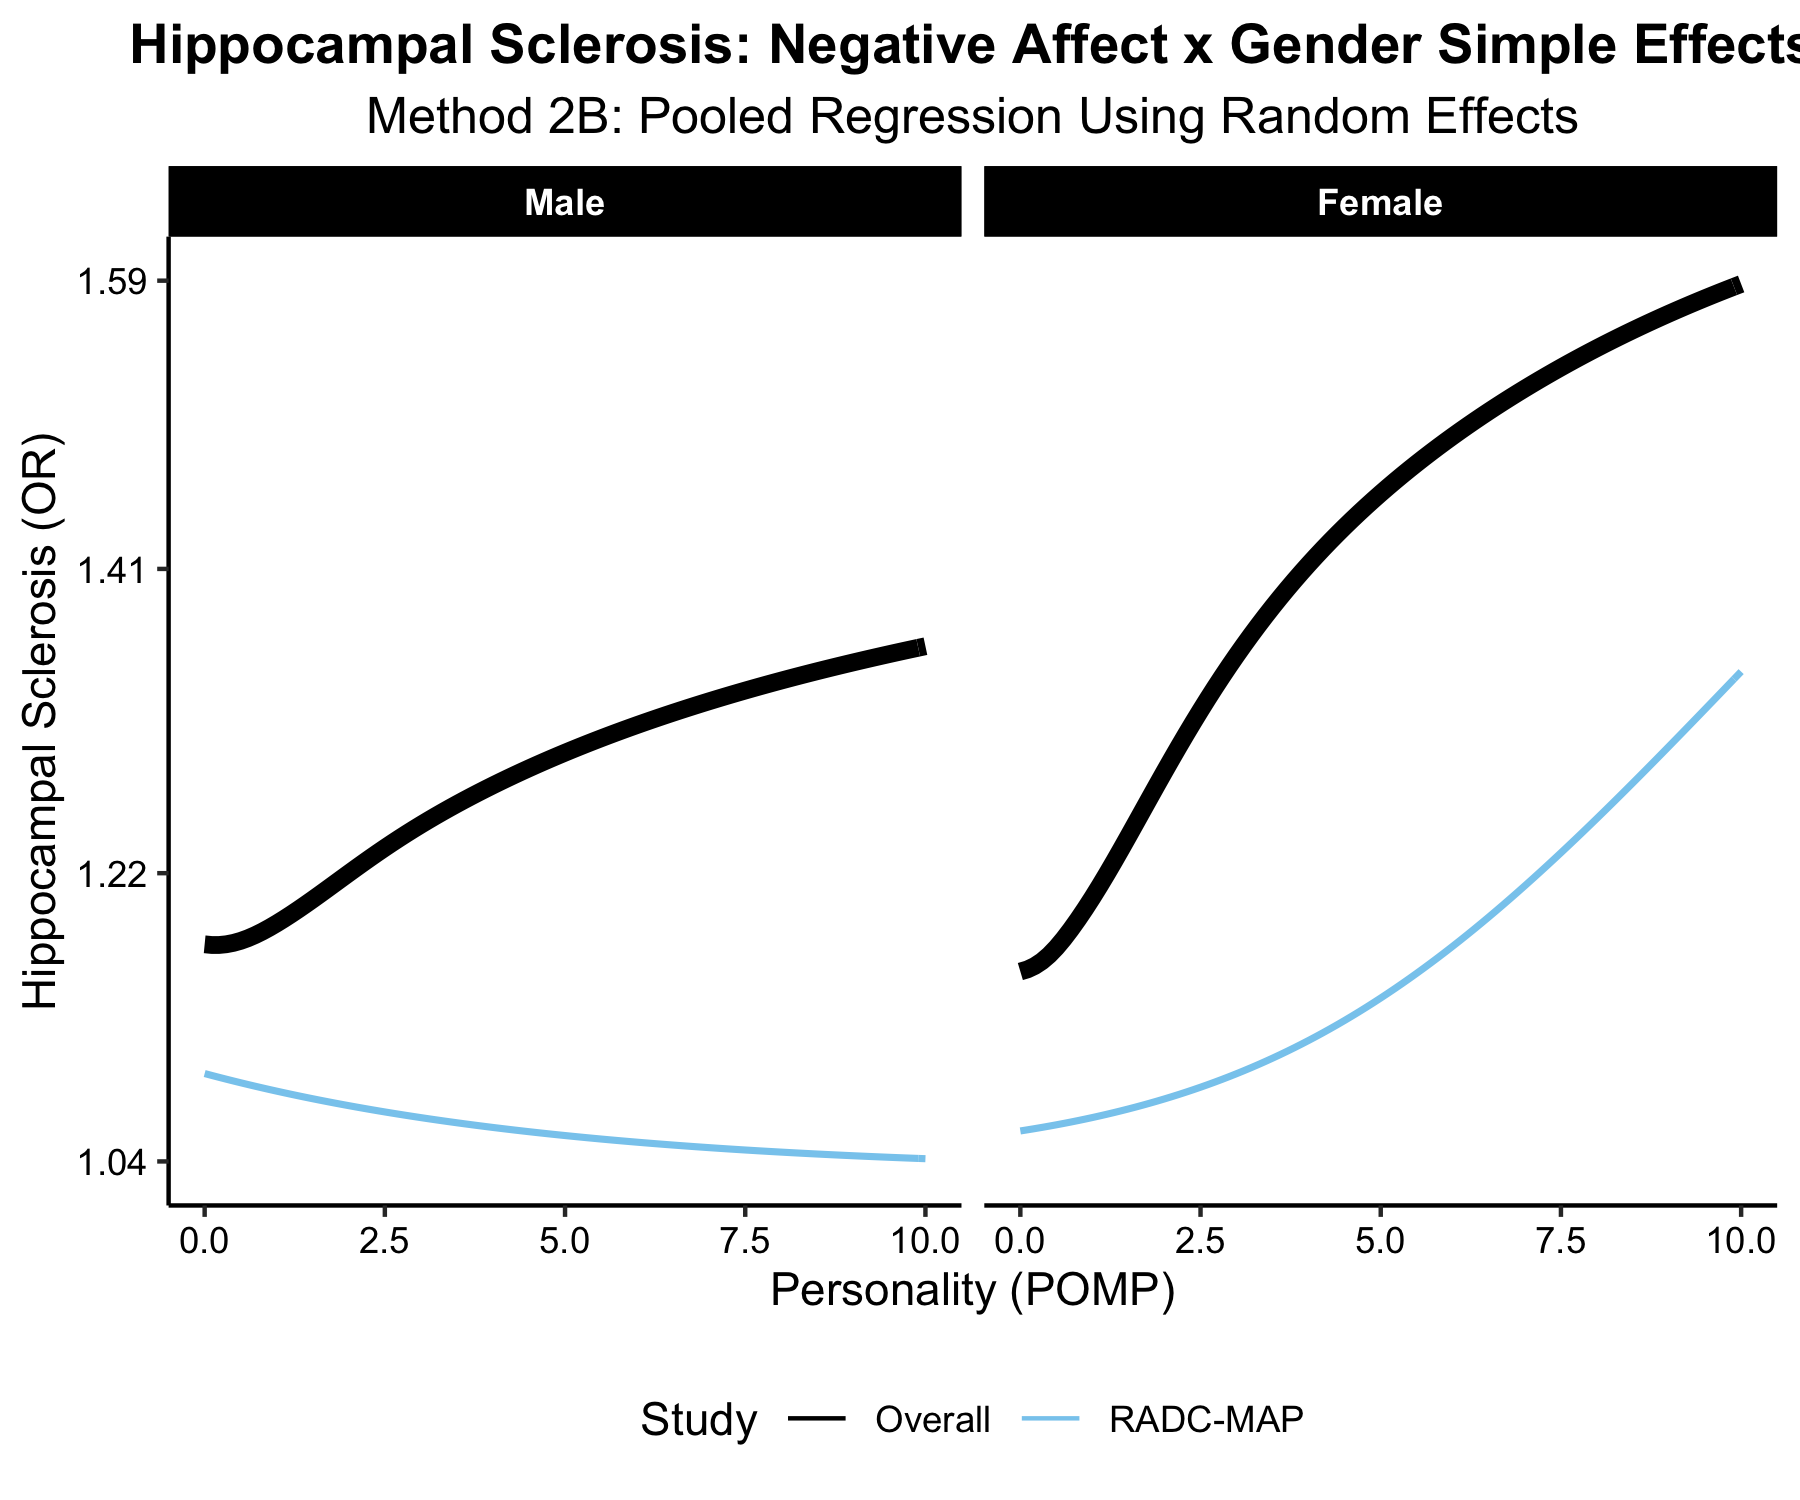 Hippocampal Sclerosis: Negative Affect x Gender Simple Effects
Method 2B: Pooled Regression Using Random Effects
Male Female
Hippocampal Sclerosis (OR)
1.59
1.41
1.22
1.04
0.0 2.5 5.0 7.5 10.0 0.0 2.5 5.0 7.5 10.0
Personality (POMP)
Study Overall RADC-MAP